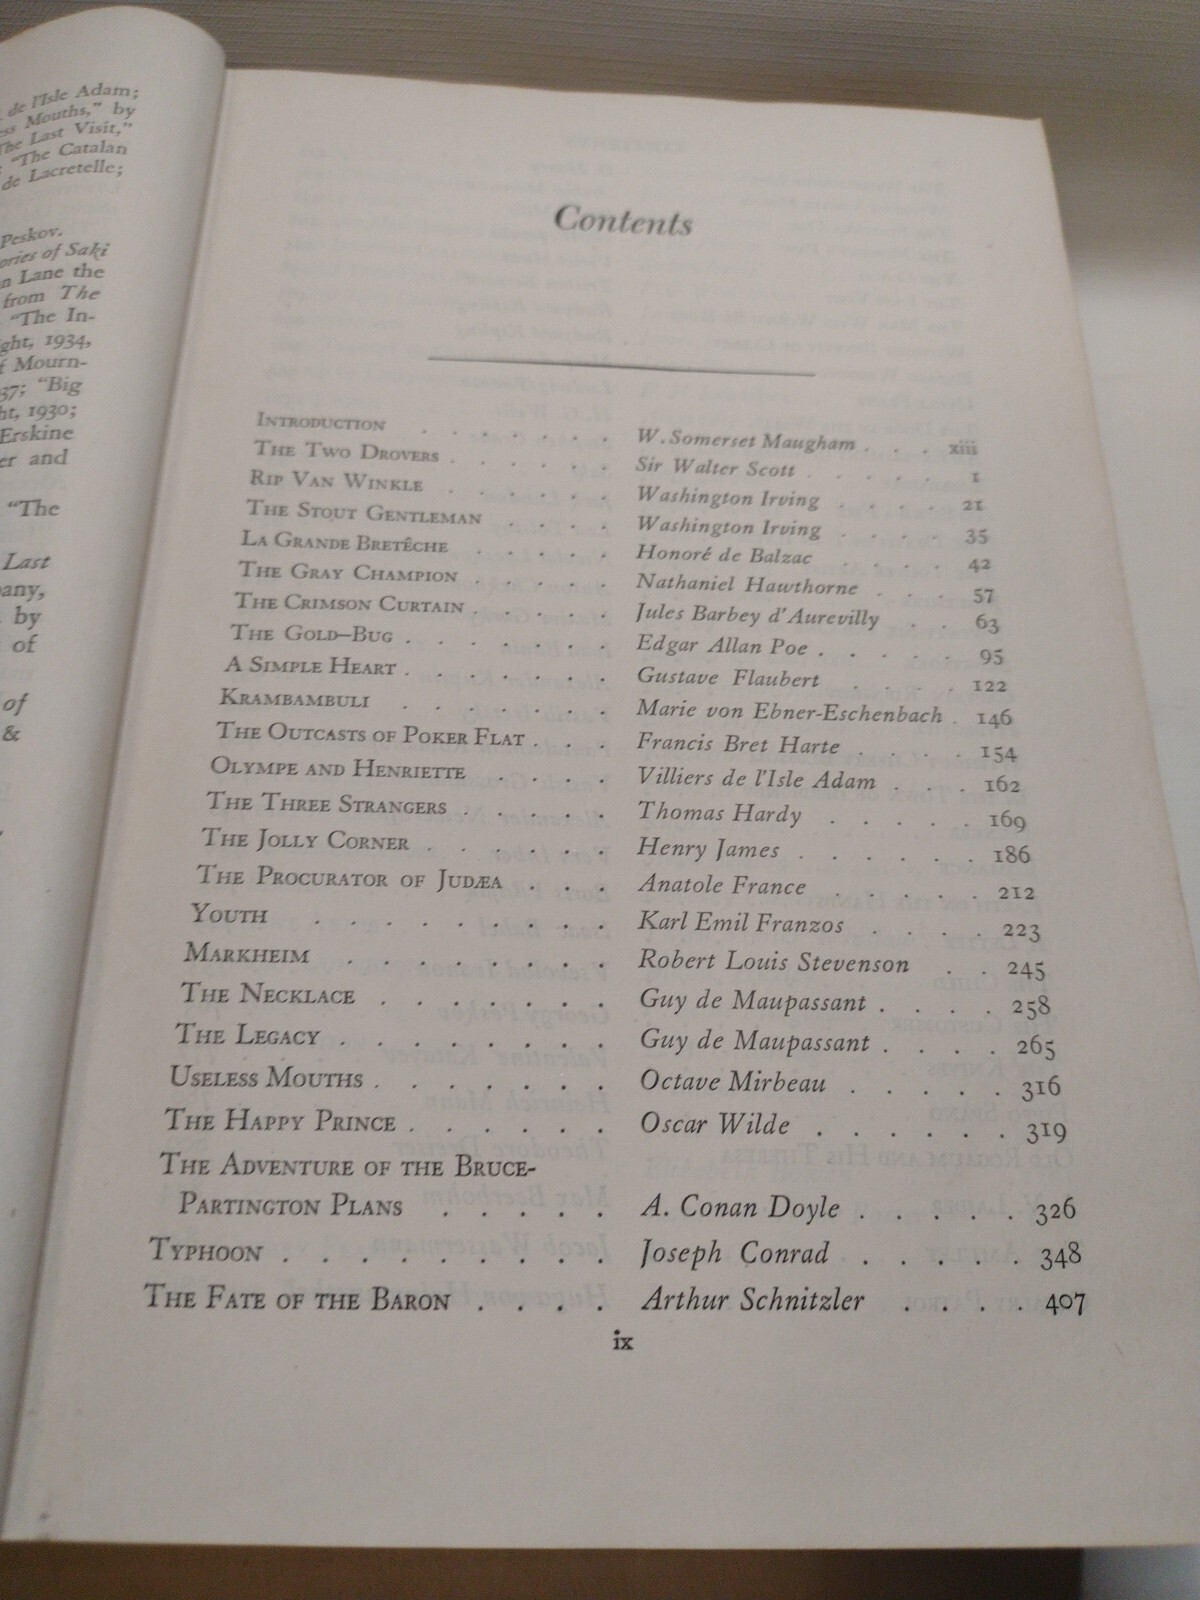 de l'Isle Adam;
Mouths," by
The Last Visit,"
"The Catalan
de Lacretelle;
Peskov.
ories of Saki
n Lane the
from The
"The In-
ght, 1934,
f Mourn-
37; "Big
ht, 1930;
Erskine
er and
"The
Last
any,
by
of
of
&
Contents
INTRODUCTION . . . . . . . W. Somerset Maugham . . . xiii
THE TWO DROVERS . . . . . . Sir Walter Scott . . . . . 1
RIP VAN WINKLE . . . . . . Washington Irving . . . . 21
THE STOUT GENTLEMAN . . . . Washington Irving . . . . 35
LA GRANDE BRETÊCHE . . . . . Honoré de Balzac . . . . 42
THE GRAY CHAMPION . . . . . Nathaniel Hawthorne . . . 57
THE CRIMSON CURTAIN . . . . . Jules Barbey d'Aurevilly . . 63
THE GOLD–BUG . . . . . . . Edgar Allan Poe . . . . . 95
A SIMPLE HEART . . . . . . . Gustave Flaubert . . . . 122
KRAMBAMBULI . . . . . . . Marie von Ebner-Eschenbach . 146
THE OUTCASTS OF POKER FLAT . . . Francis Bret Harte . . . . 154
OLYMPE AND HENRIETTE . . . . Villiers de l'Isle Adam . . . 162
THE THREE STRANGERS . . . . . Thomas Hardy . . . . . 169
THE JOLLY CORNER . . . . . . Henry James . . . . . . 186
THE PROCURATOR OF JUDÆA . . . Anatole France . . . . . 212
YOUTH . . . . . . . . . Karl Emil Franzos . . . . 223
MARKHEIM . . . . . . . . Robert Louis Stevenson . . 245
THE NECKLACE . . . . . . . Guy de Maupassant . . . . 258
THE LEGACY . . . . . . . . Guy de Maupassant . . . . 265
USELESS MOUTHS . . . . . . . Octave Mirbeau . . . . . 316
THE HAPPY PRINCE . . . . . . Oscar Wilde . . . . . . 319
THE ADVENTURE OF THE BRUCE-
PARTINGTON PLANS . . . . . A. Conan Doyle . . . . . 326
TYPHOON . . . . . . . . . Joseph Conrad . . . . . 348
THE FATE OF THE BARON . . . . Arthur Schnitzler . . . . 407
ix